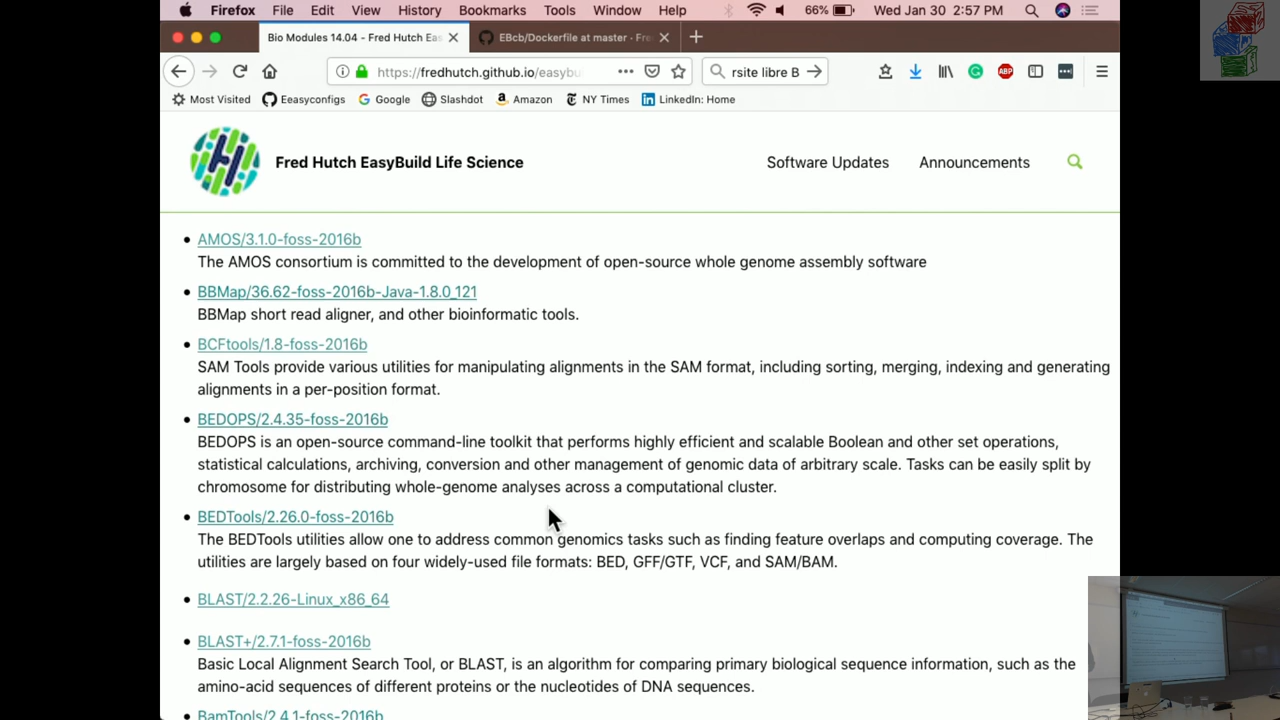 Firefox File Edit View History Bookmarks Tools Window Help 66% Wed Jan 30 2:57 PM
Bio Modules 14.04 - Fred Hutch Eas EBcb/Dockerfile at master · Fre
https://fredhutch.github.io/easybu rsite libre B
Most Visited Eeasyconfigs Google Slashdot Amazon NY Times LinkedIn: Home
ABP
Fred Hutch EasyBuild Life Science Software Updates Announcements
AMOS/3.1.0-foss-2016b
The AMOS consortium is committed to the development of open-source whole genome assembly software
BBMap/36.62-foss-2016b-Java-1.8.0_121
BBMap short read aligner, and other bioinformatic tools.
BCFtools/1.8-foss-2016b
SAM Tools provide various utilities for manipulating alignments in the SAM format, including sorting, merging, indexing and generating
alignments in a per-position format.
BEDOPS/2.4.35-foss-2016b
BEDOPS is an open-source command-line toolkit that performs highly efficient and scalable Boolean and other set operations,
statistical calculations, archiving, conversion and other management of genomic data of arbitrary scale. Tasks can be easily split by
chromosome for distributing whole-genome analyses across a computational cluster.
BEDTools/2.26.0-foss-2016b
The BEDTools utilities allow one to address common genomics tasks such as finding feature overlaps and computing coverage. The
utilities are largely based on four widely-used file formats: BED, GFF/GTF, VCF, and SAM/BAM.
BLAST/2.2.26-Linux_x86_64
BLAST+/2.7.1-foss-2016b
Basic Local Alignment Search Tool, or BLAST, is an algorithm for comparing primary biological sequence information, such as the
amino-acid sequences of different proteins or the nucleotides of DNA sequences.
BamTools/2.4.1-foss-2016b